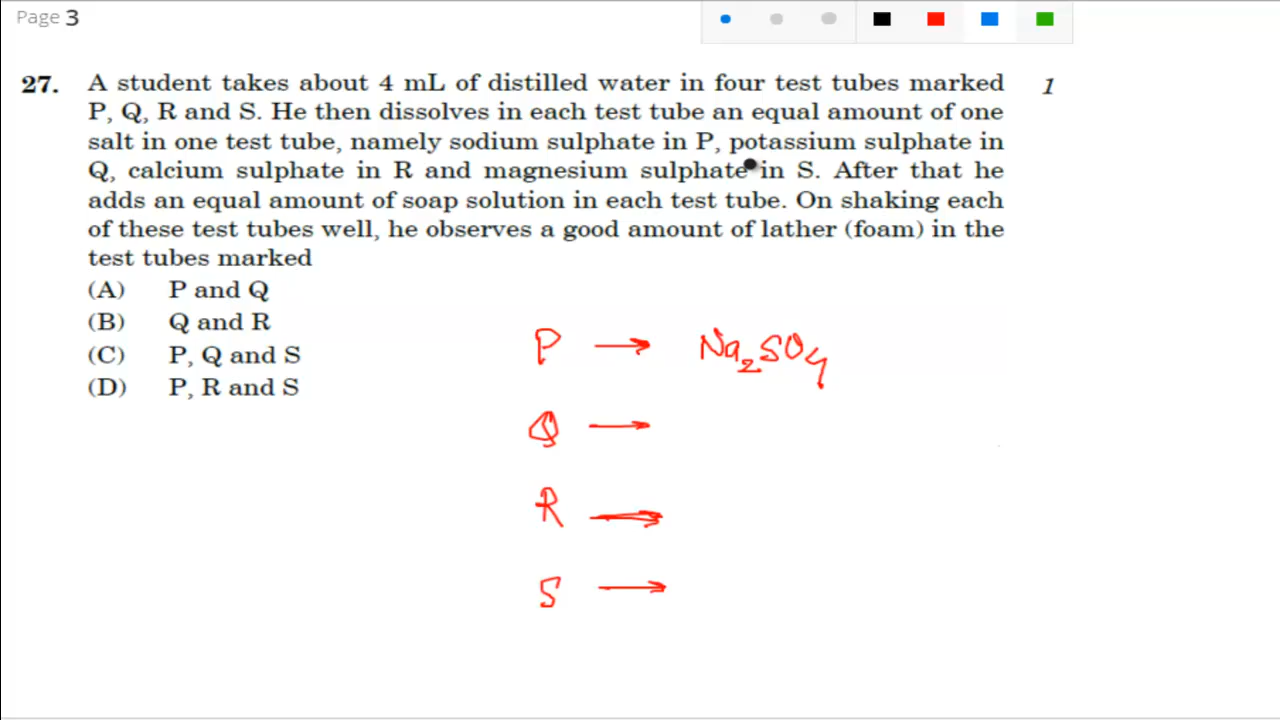 Page 3
27. A student takes about 4 mL of distilled water in four test tubes marked 1
P, Q, R and S. He then dissolves in each test tube an equal amount of one
salt in one test tube, namely sodium sulphate in P, potassium sulphate in
Q, calcium sulphate in R and magnesium sulphate in S. After that he
adds an equal amount of soap solution in each test tube. On shaking each
of these test tubes well, he observes a good amount of lather (foam) in the
test tubes marked
(A) P and Q
(B) Q and R
(C) P, Q and S
(D) P, R and S
P → Na₂SO₄
Q →
R →
S →